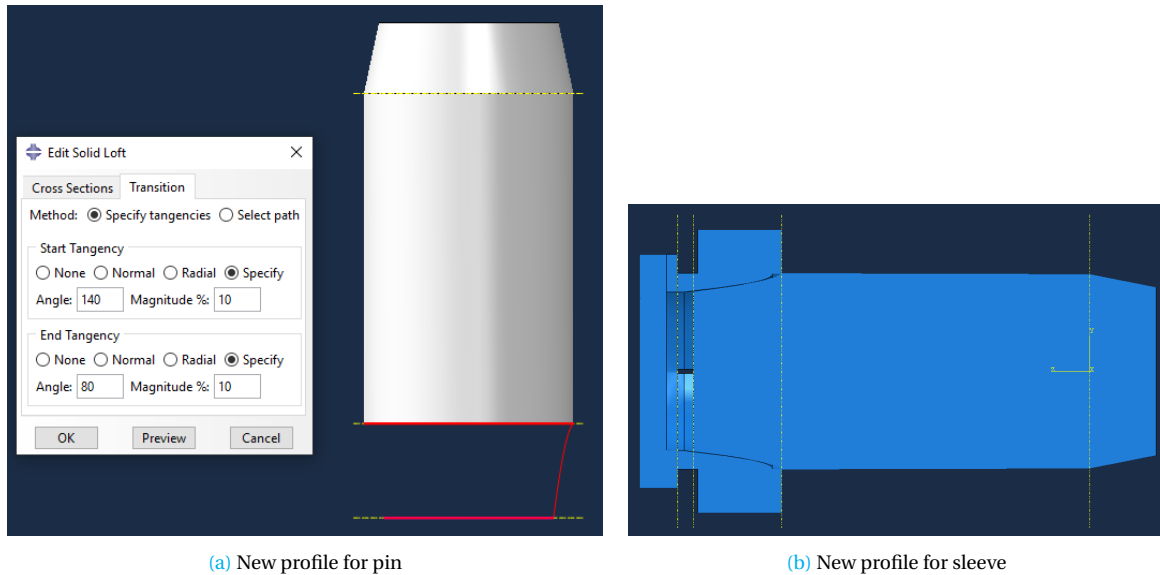 Edit Solid Loft
Cross Sections Transition
Method: Specify tangencies Select path
Start Tangency
None Normal Radial Specify
Angle: 140 Magnitude %: 10
End Tangency
None Normal Radial Specify
Angle: 80 Magnitude %: 10
OK Preview Cancel
(a) New profile for pin
(b) New profile for sleeve